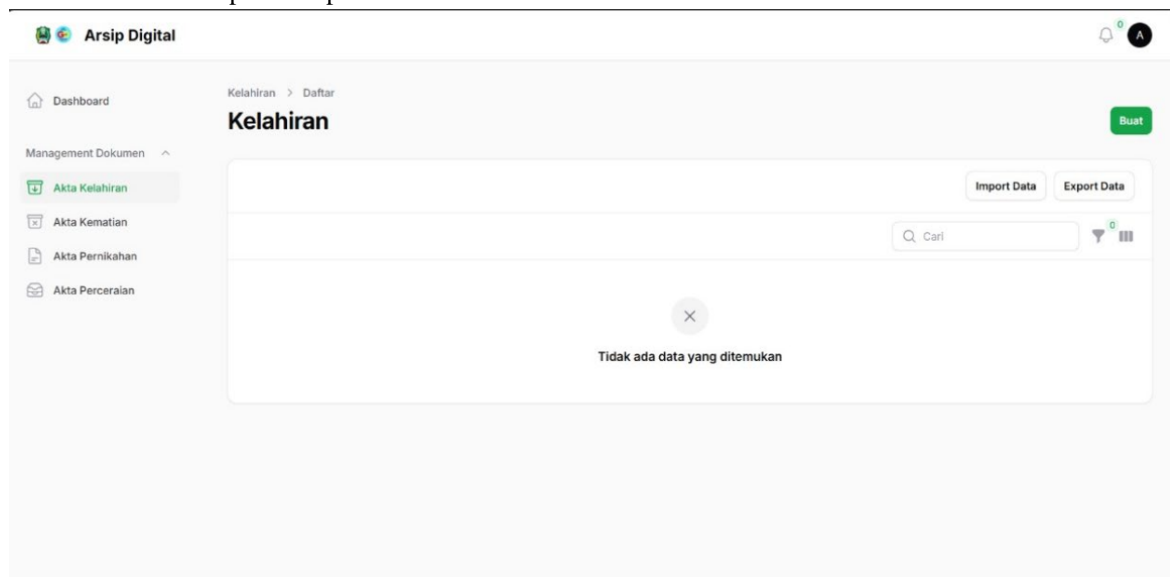 Arsip Digital
0
A
Dashboard
Management Dokumen
Akta Kelahiran
Akta Kematian
Akta Pernikahan
Akta Perceraian
Kelahiran > Daftar
Kelahiran
Buat
Import Data Export Data
Cari
0
Tidak ada data yang ditemukan